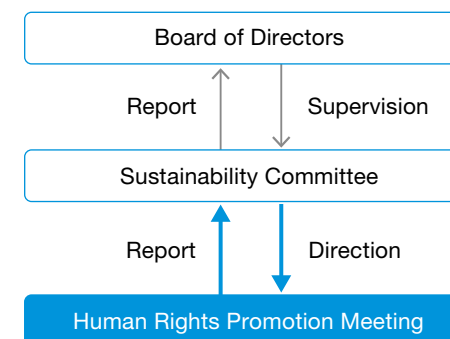 Board of Directors
Report Supervision
Sustainability Committee
Report Direction
Human Rights Promotion Meeting